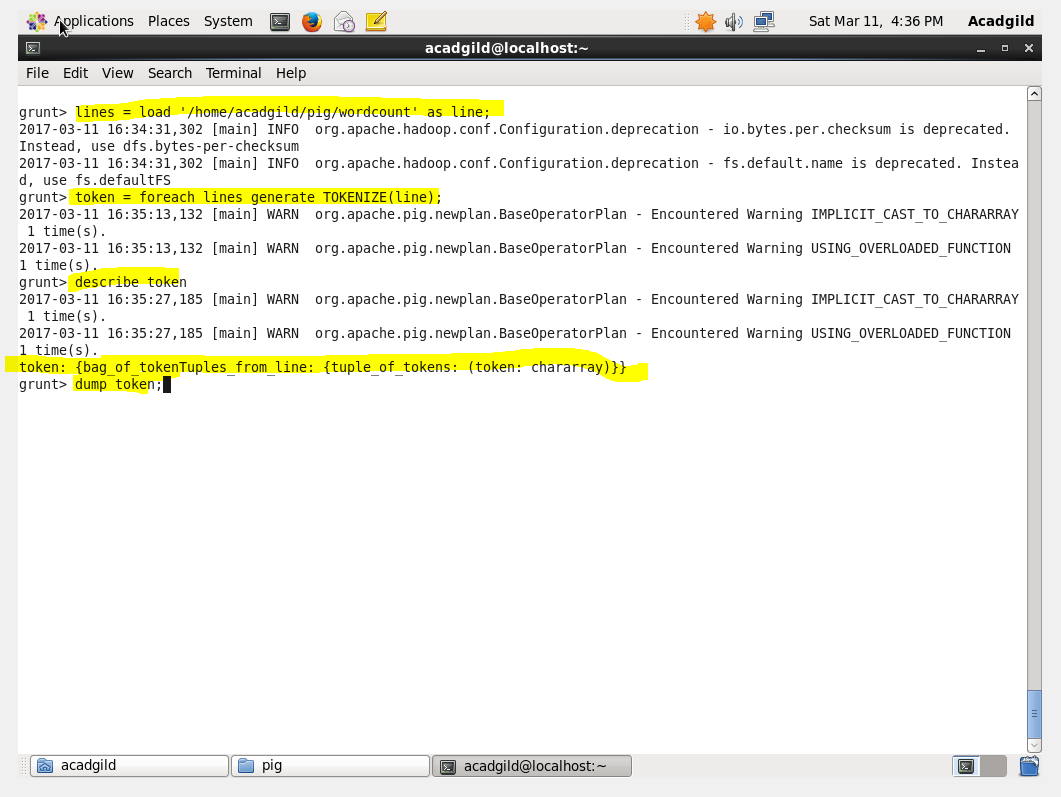 Applications Places System Sat Mar 11, 4:36 PM Acadgild
acadgild@localhost:~
File Edit View Search Terminal Help
grunt> lines = load '/home/acadgild/pig/wordcount' as line;
2017-03-11 16:34:31,302 [main] INFO  org.apache.hadoop.conf.Configuration.deprecation - io.bytes.per.checksum is deprecated.
Instead, use dfs.bytes-per-checksum
2017-03-11 16:34:31,302 [main] INFO  org.apache.hadoop.conf.Configuration.deprecation - fs.default.name is deprecated. Instea
d, use fs.defaultFS
grunt> token = foreach lines generate TOKENIZE(line);
2017-03-11 16:35:13,132 [main] WARN  org.apache.pig.newplan.BaseOperatorPlan - Encountered Warning IMPLICIT_CAST_TO_CHARARRAY
 1 time(s).
2017-03-11 16:35:13,132 [main] WARN  org.apache.pig.newplan.BaseOperatorPlan - Encountered Warning USING_OVERLOADED_FUNCTION
1 time(s).
grunt> describe token
2017-03-11 16:35:27,185 [main] WARN  org.apache.pig.newplan.BaseOperatorPlan - Encountered Warning IMPLICIT_CAST_TO_CHARARRAY
 1 time(s).
2017-03-11 16:35:27,185 [main] WARN  org.apache.pig.newplan.BaseOperatorPlan - Encountered Warning USING_OVERLOADED_FUNCTION
1 time(s).
token: {bag_of_tokenTuples_from_line: {tuple_of_tokens: (token: chararray)}}
grunt> dump token;
acadgild pig acadgild@localhost:~